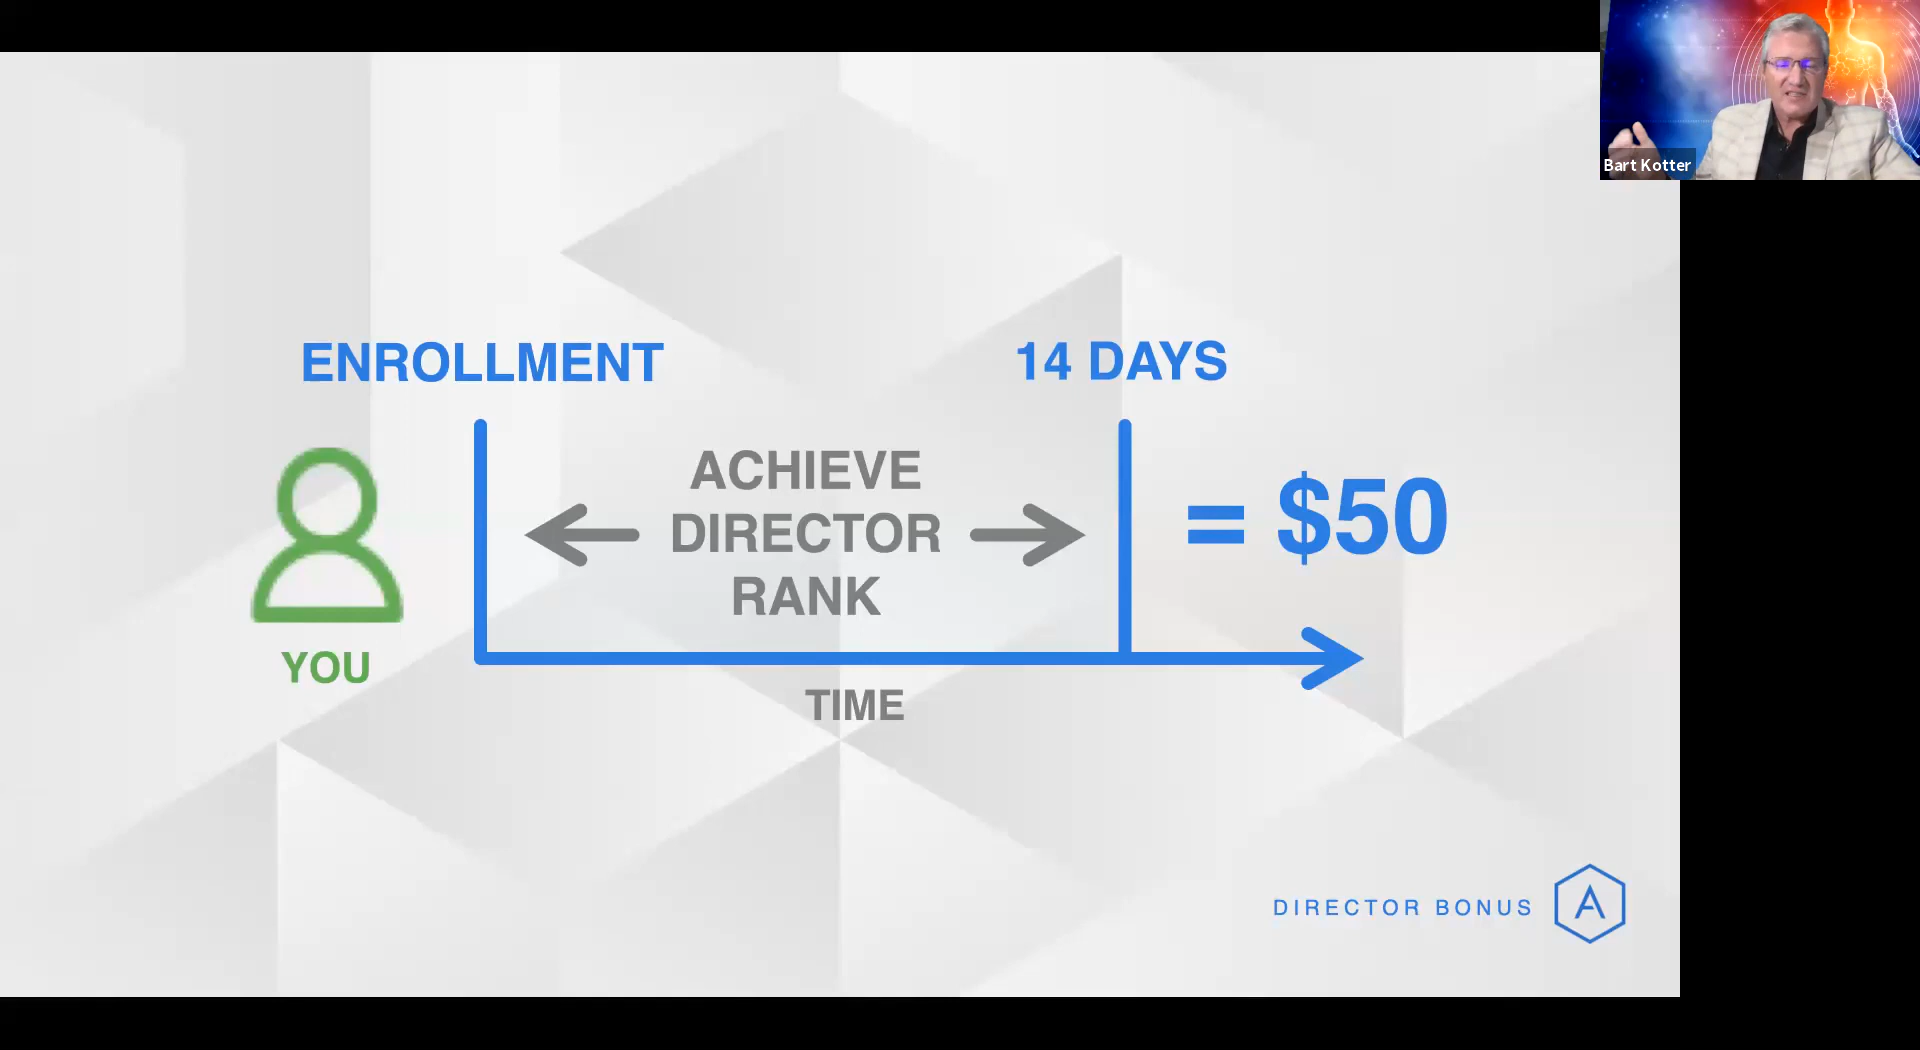 Bart Kotter
ENROLLMENT
14 DAYS
ACHIEVE
DIRECTOR
RANK
= $50
YOU
TIME
DIRECTOR BONUS
A